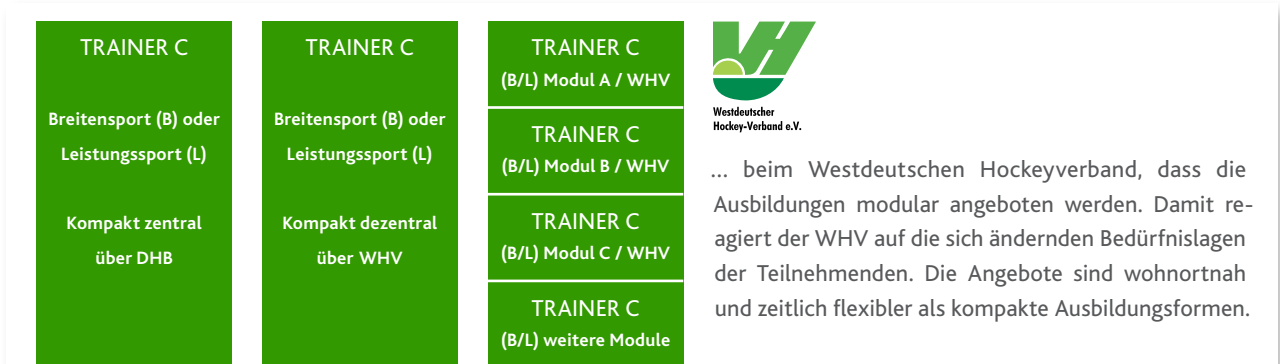 TRAINER C
Breitensport (B) oder
Leistungssport (L)
Kompakt zentral
über DHB
TRAINER C
Breitensport (B) oder
Leistungssport (L)
Kompakt dezentral
über WHV
TRAINER C
(B/L) Modul A / WHV
TRAINER C
(B/L) Modul B / WHV
TRAINER C
(B/L) Modul C / WHV
TRAINER C
(B/L) weitere Module
Westdeutscher
Hockey-Verband e.V.
... beim Westdeutschen Hockeyverband, dass die
Ausbildungen modular angeboten werden. Damit re-
agiert der WHV auf die sich ändernden Bedürfnislagen
der Teilnehmenden. Die Angebote sind wohnortnah
und zeitlich flexibler als kompakte Ausbildungsformen.